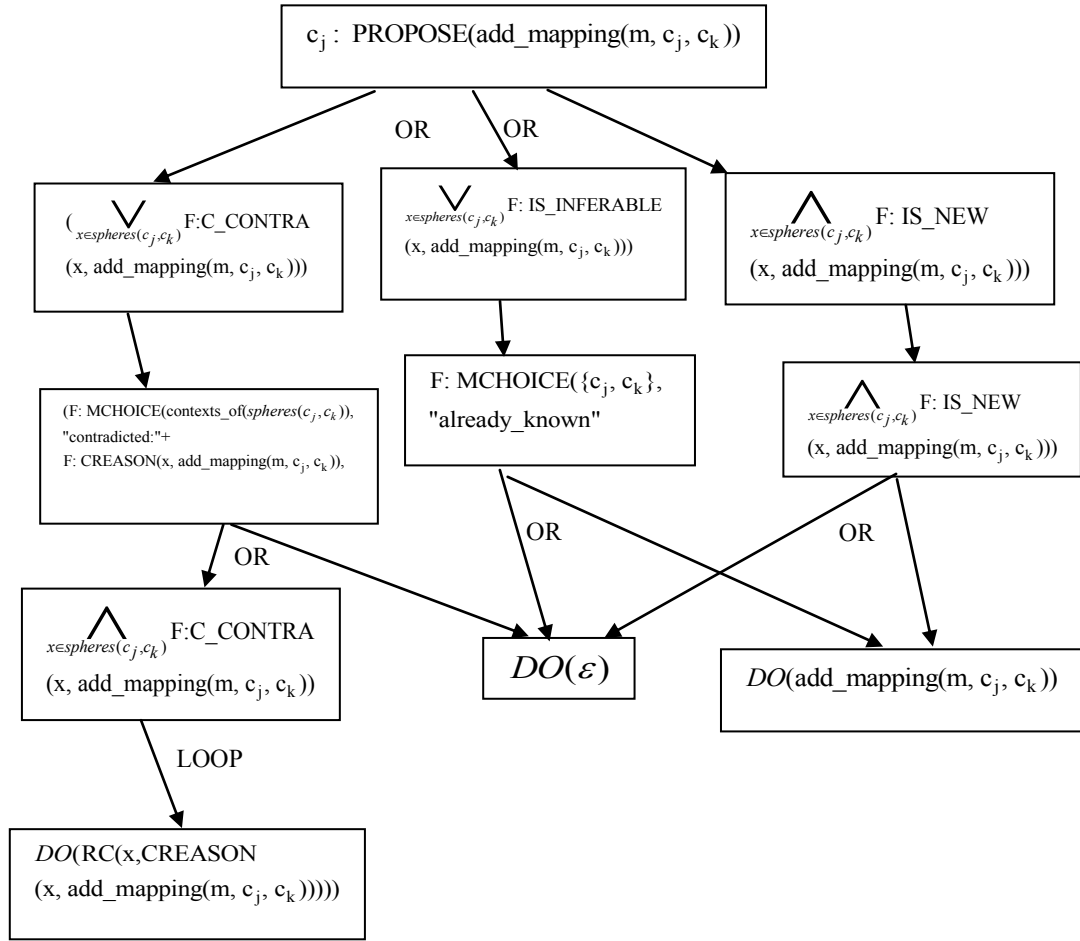 c_j : PROPOSE(add_mapping(m, c_j, c_k))
OR
OR
( ⋁ F:C_CONTRA
x∈spheres(c_j,c_k)
(x, add_mapping(m, c_j, c_k)))
⋁ F: IS_INFERABLE
x∈spheres(c_j,c_k)
(x, add_mapping(m, c_j, c_k)))
⋀ F: IS_NEW
x∈spheres(c_j,c_k)
(x, add_mapping(m, c_j, c_k)))
(F: MCHOICE(contexts_of(spheres(c_j,c_k)),
"contradicted:"+
F: CREASON(x, add_mapping(m, c_j, c_k)),
F: MCHOICE({c_j, c_k},
"already_known"
⋀ F: IS_NEW
x∈spheres(c_j,c_k)
(x, add_mapping(m, c_j, c_k)))
OR
OR
OR
⋀ F:C_CONTRA
x∈spheres(c_j,c_k)
(x, add_mapping(m, c_j, c_k))
DO(ε)
DO(add_mapping(m, c_j, c_k))
LOOP
DO(RC(x,CREASON
(x, add_mapping(m, c_j, c_k)))))